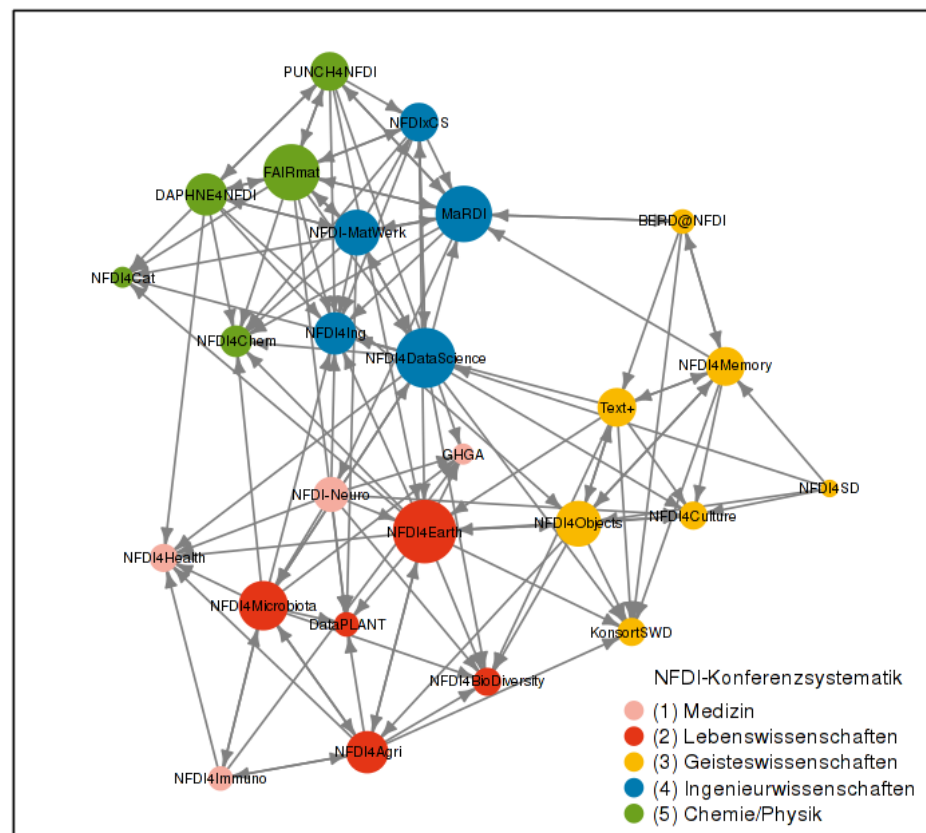 PUNCH4NFDI
NFDIxCS
FAIRmat
DAPHNE4NFDI
MaRDI
BERD@NFDI
NFDI-MatWerk
NFDI4Cat
NFDI4Ing
NFDI4Chem
NFDI4DataScience
NFDI4Memory
Text+
GHGA
NFDI4SD
NFDI-Neuro
NFDI4Culture
NFDI4Objects
NFDI4Earth
NFDI4Health
NFDI4Microbiota
DataPLANT
KonsortSWD
NFDI4BioDiversity
NFDI4Agri
NFDI4Immuno
NFDI-Konferenzsystematik
(1) Medizin
(2) Lebenswissenschaften
(3) Geisteswissenschaften
(4) Ingenieurwissenschaften
(5) Chemie/Physik